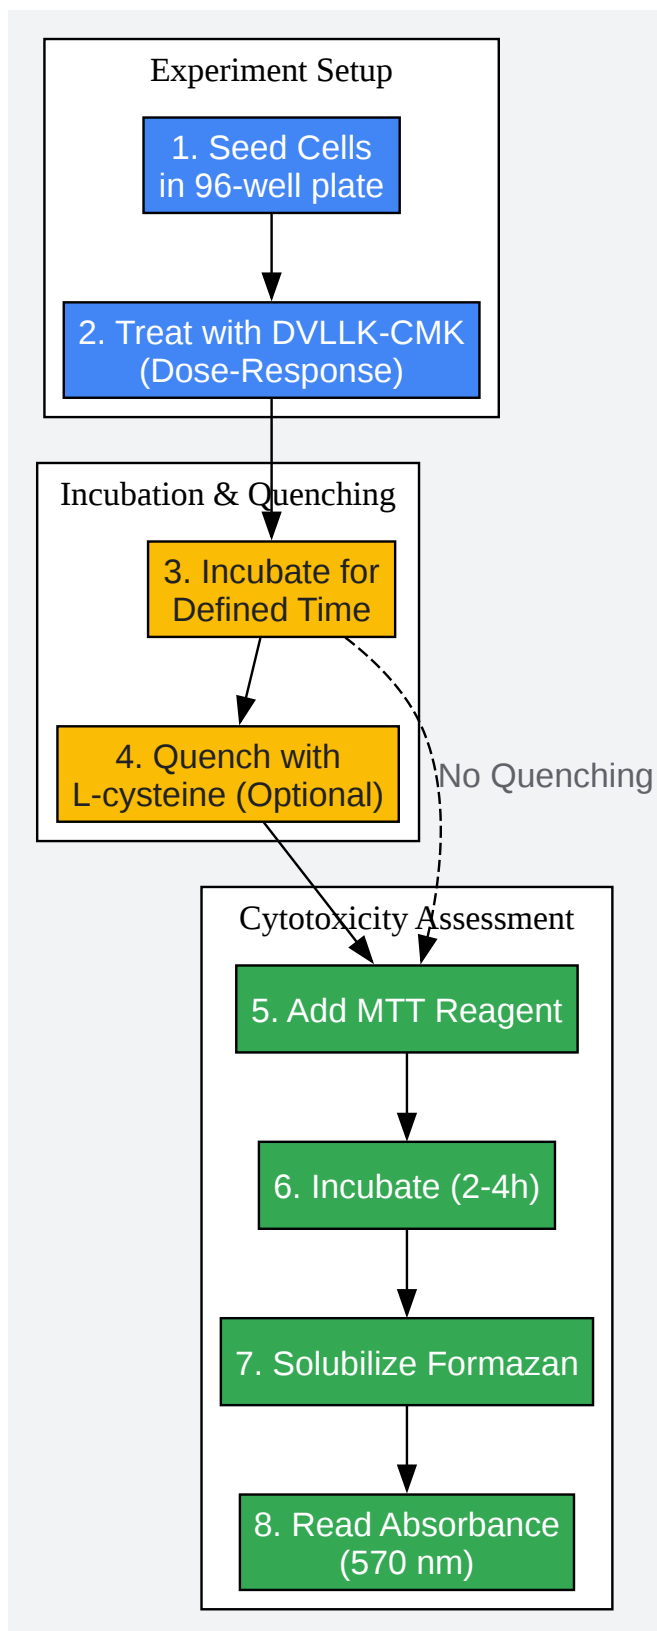 Experiment Setup
1. Seed Cells
in 96-well plate
2. Treat with DVLLK-CMK
(Dose-Response)
Incubation & Quenching
3. Incubate for
Defined Time
4. Quench with
L-cysteine (Optional)
No Quenching
Cytotoxicity Assessment
5. Add MTT Reagent
6. Incubate (2-4h)
7. Solubilize Formazan
8. Read Absorbance
(570 nm)